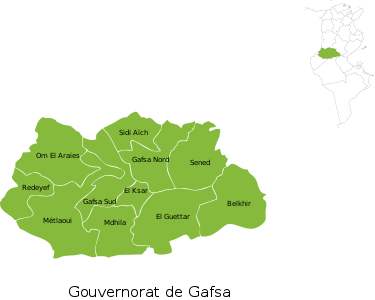 Sidi Aïch
Om El Araies
Gafsa Nord
Sened
Redeyef
El Ksar
Gafsa Sud
Belkhir
Métlaoui
Mdhila
El Guettar
Gouvernorat de Gafsa